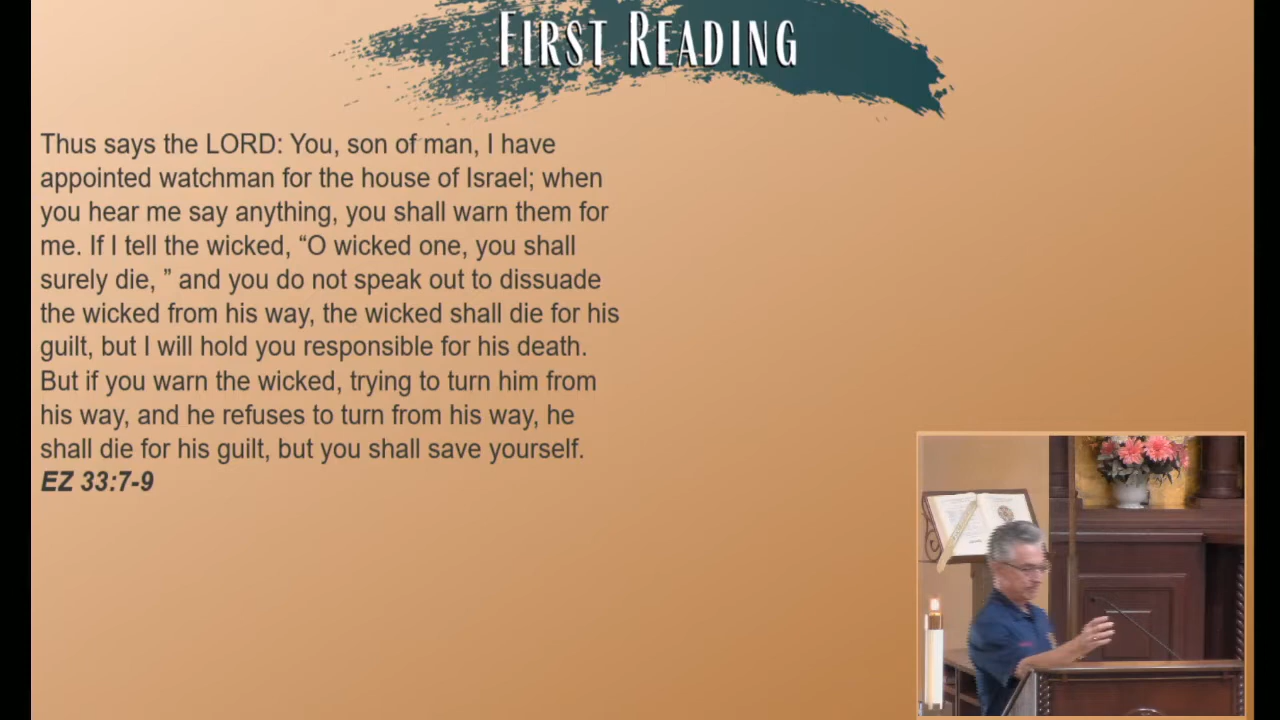 First Reading
Thus says the LORD: You, son of man, I have
appointed watchman for the house of Israel; when
you hear me say anything, you shall warn them for
me. If I tell the wicked, “O wicked one, you shall
surely die, ” and you do not speak out to dissuade
the wicked from his way, the wicked shall die for his
guilt, but I will hold you responsible for his death.
But if you warn the wicked, trying to turn him from
his way, and he refuses to turn from his way, he
shall die for his guilt, but you shall save yourself.
EZ 33:7-9